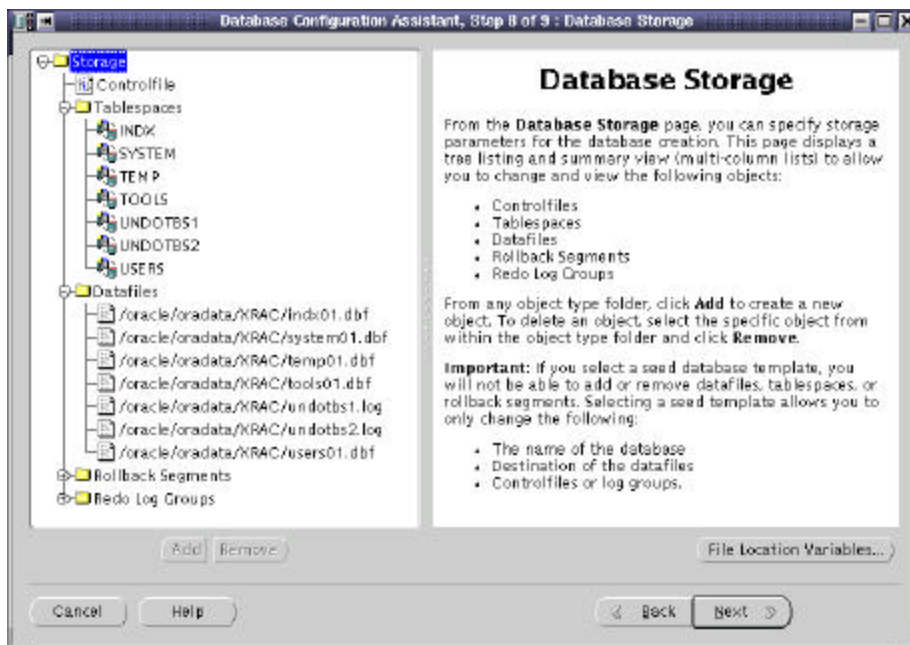 Database Configuration Assistant, Step 8 of 9 : Database Storage
Storage
Controlfile
Tablespaces
INDX
SYSTEM
TEMP
TOOLS
UNDOTBS1
UNDOTBS2
USERS
Datafiles
/oracle/oradata/XRAC/indx01.dbf
/oracle/oradata/XRAC/system01.dbf
/oracle/oradata/XRAC/temp01.dbf
/oracle/oradata/XRAC/tools01.dbf
/oracle/oradata/XRAC/undotbs1.log
/oracle/oradata/XRAC/undotbs2.log
/oracle/oradata/XRAC/users01.dbf
Rollback Segments
Redo Log Groups
Add Remove
Database Storage
From the Database Storage page, you can specify storage
parameters for the database creation. This page displays a
tree listing and summary view (multi-column lists) to allow
you to change and view the following objects:
Controlfiles
Tablespaces
Datafiles
Rollback Segments
Redo Log Groups
From any object type folder, click Add to create a new
object. To delete an object, select the specific object from
within the object type folder and click Remove.
Important: If you select a seed database template, you
will not be able to add or remove datafiles, tablespaces, or
rollback segments. Selecting a seed template allows you to
only change the following:
The name of the database
Destination of the datafiles
Controlfiles or log groups.
File Location Variables...
Cancel Help Back Next